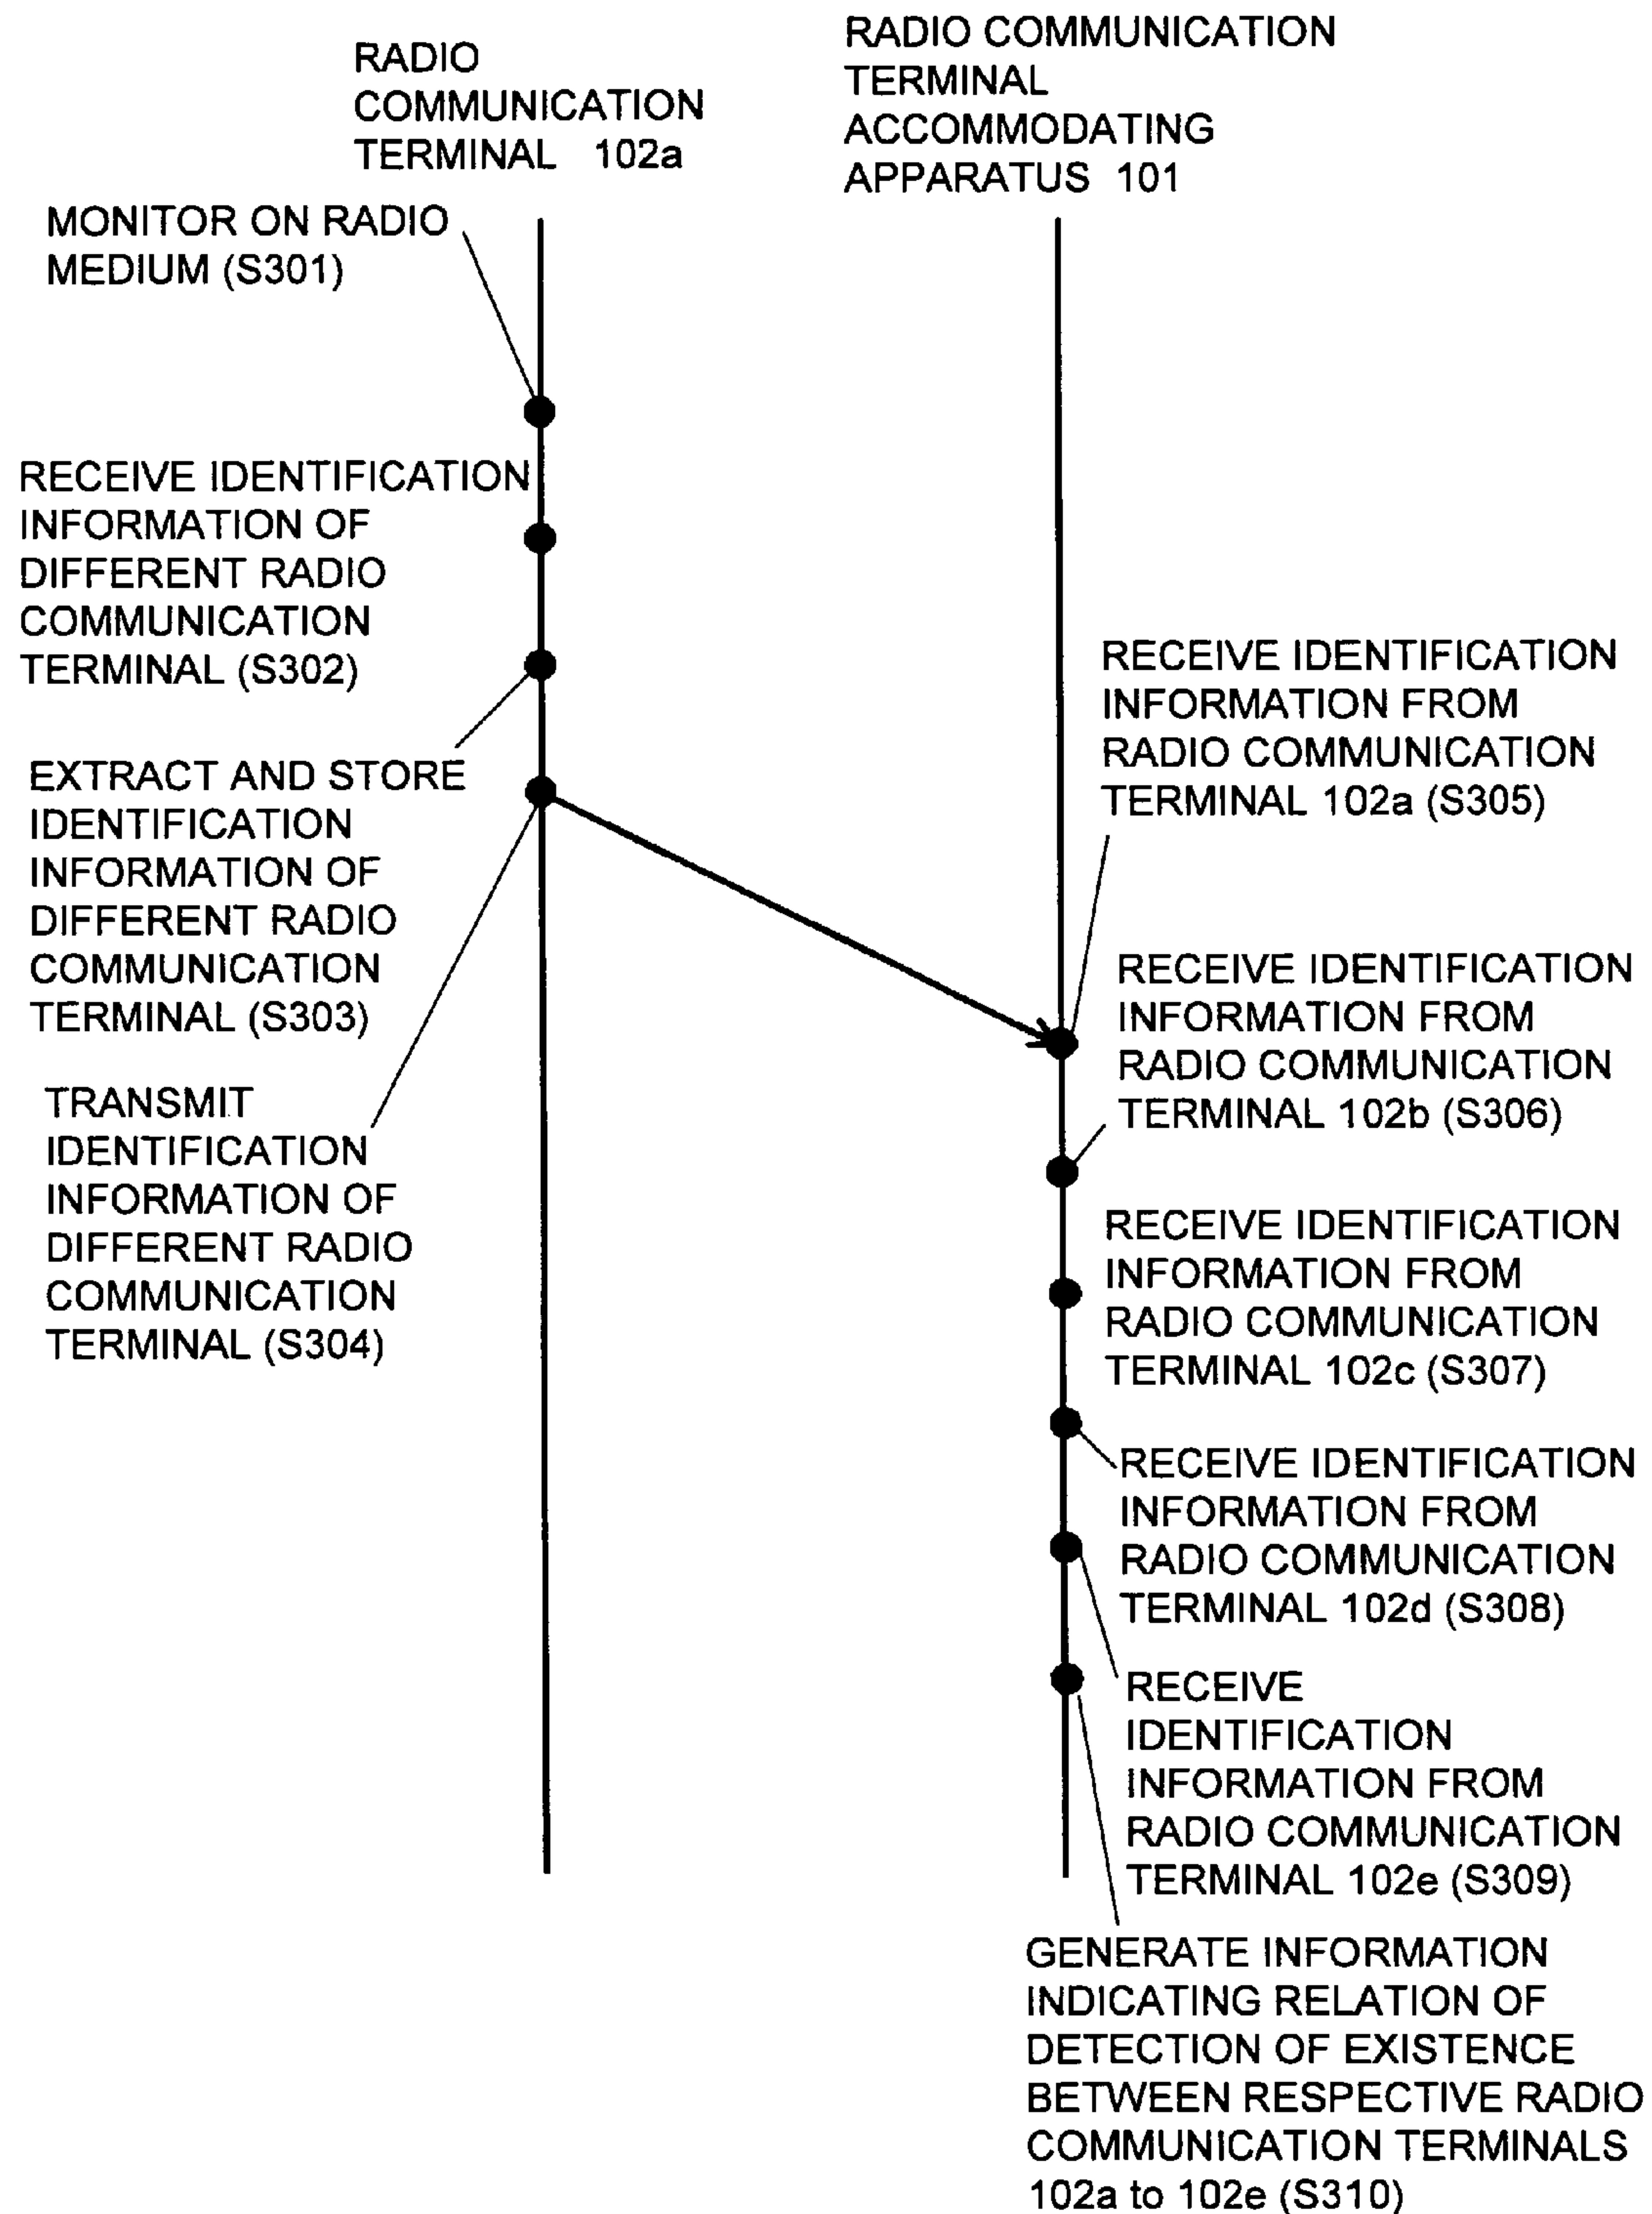 RADIO
COMMUNICATION
TERMINAL 102a
RADIO COMMUNICATION
TERMINAL
ACCOMMODATING
APPARATUS 101
MONITOR ON RADIO
MEDIUM (S301)
RECEIVE IDENTIFICATION
INFORMATION OF
DIFFERENT RADIO
COMMUNICATION
TERMINAL (S302)
EXTRACT AND STORE
IDENTIFICATION
INFORMATION OF
DIFFERENT RADIO
COMMUNICATION
TERMINAL (S303)
TRANSMIT
IDENTIFICATION
INFORMATION OF
DIFFERENT RADIO
COMMUNICATION
TERMINAL (S304)
RECEIVE IDENTIFICATION
INFORMATION FROM
RADIO COMMUNICATION
TERMINAL 102a (S305)
RECEIVE IDENTIFICATION
INFORMATION FROM
RADIO COMMUNICATION
TERMINAL 102b (S306)
RECEIVE IDENTIFICATION
INFORMATION FROM
RADIO COMMUNICATION
TERMINAL 102c (S307)
RECEIVE IDENTIFICATION
INFORMATION FROM
RADIO COMMUNICATION
TERMINAL 102d (S308)
RECEIVE
IDENTIFICATION
INFORMATION FROM
RADIO COMMUNICATION
TERMINAL 102e (S309)
GENERATE INFORMATION
INDICATING RELATION OF
DETECTION OF EXISTENCE
BETWEEN RESPECTIVE RADIO
COMMUNICATION TERMINALS
102a to 102e (S310)